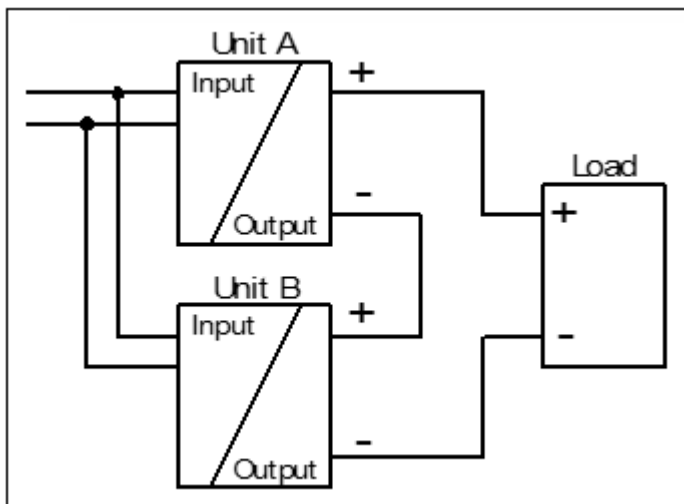 Unit A
Input
+
-
Output
Load
+
-
Unit B
Input
+
-
Output